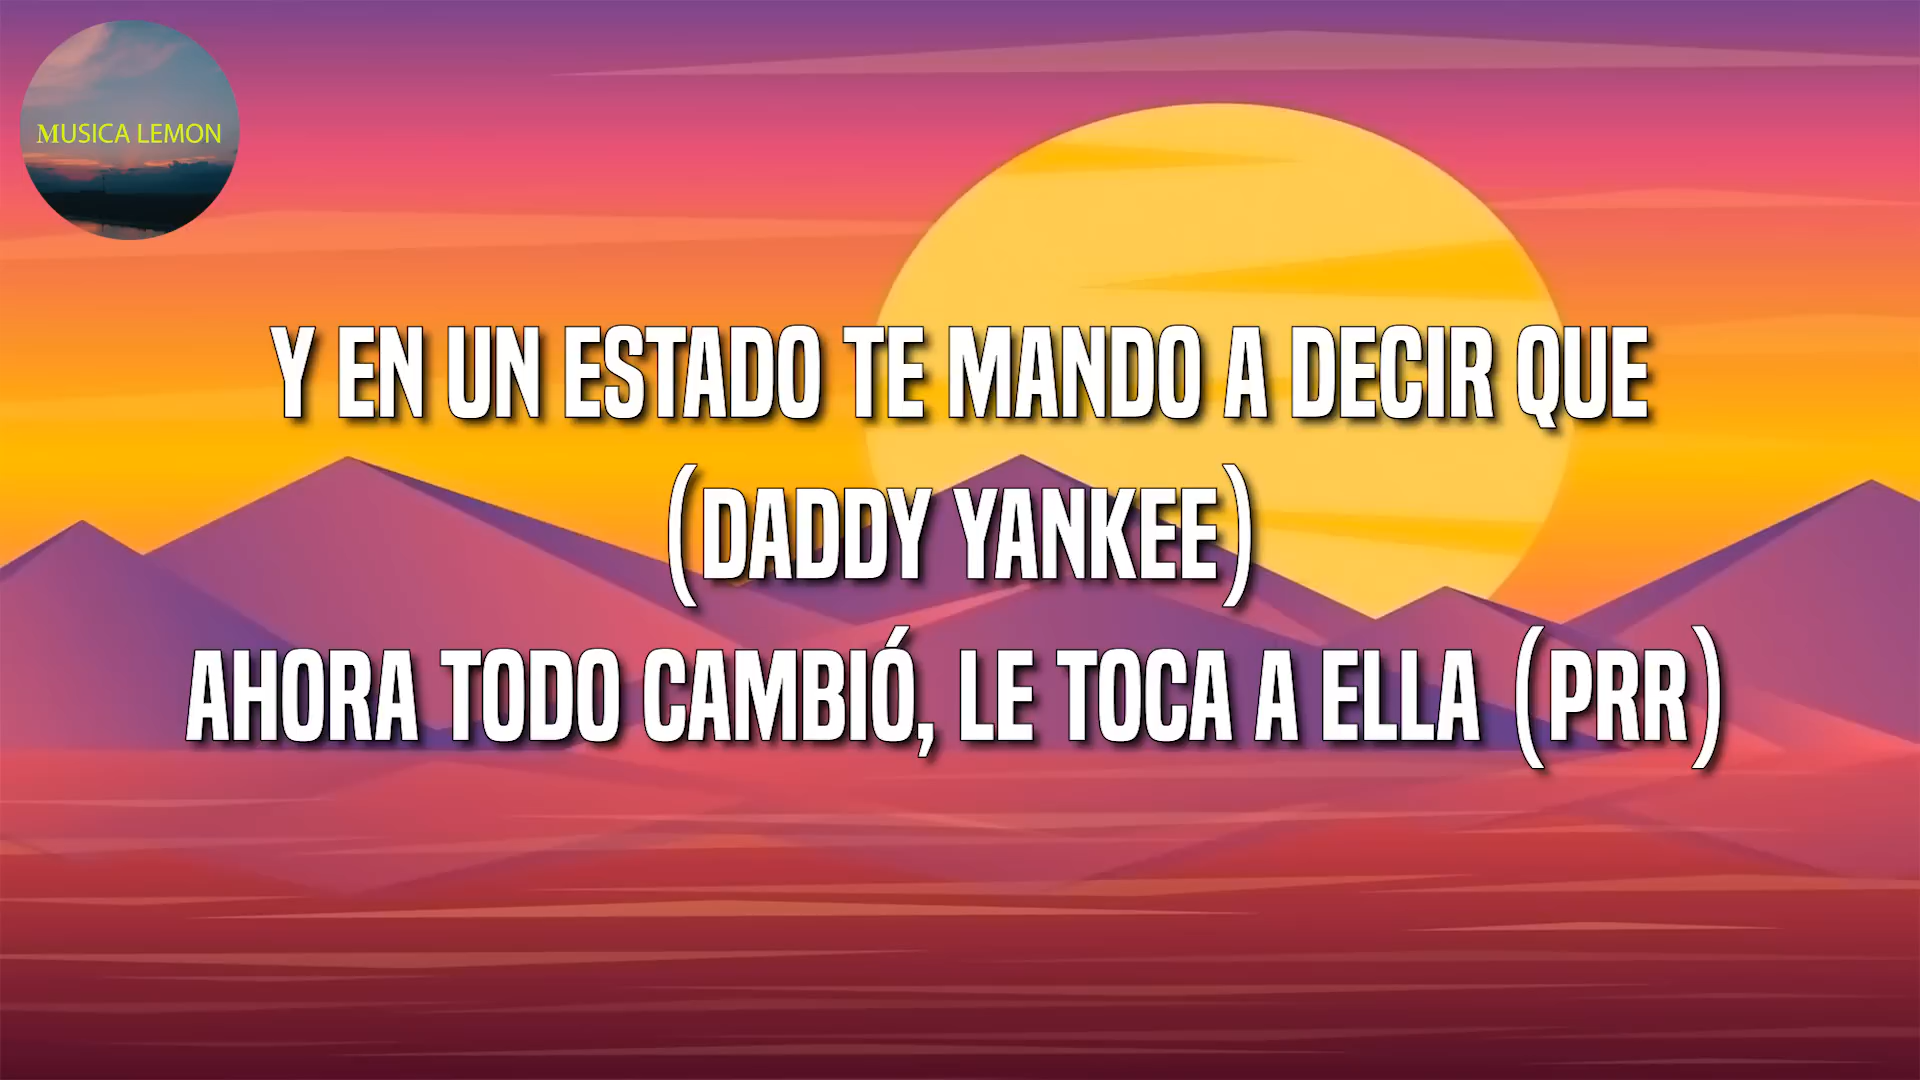 MUSICA LEMON
Y EN UN ESTADO TE MANDO A DECIR QUE
(DADDY YANKEE)
AHORA TODO CAMBIÓ, LE TOCA A ELLA (PRR)